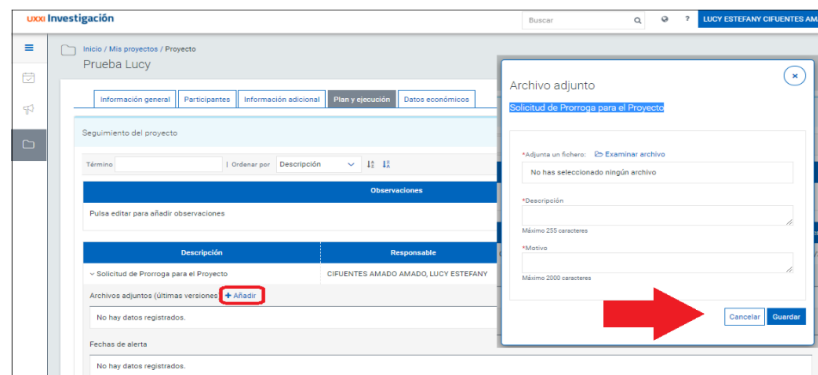 uxxi Investigación
Buscar
?
LUCY ESTEFANY CIFUENTES AM
Inicio / Mis proyectos / Proyecto
Prueba Lucy
Información general
Participantes
Información adicional
Plan y ejecución
Datos económicos
Seguimiento del proyecto
Término
| Ordenar por
Descripción
Observaciones
Pulsa editar para añadir observaciones
Descripción
Responsable
Solicitud de Prorroga para el Proyecto
CIFUENTES AMADO AMADO, LUCY ESTEFANY
Archivos adjuntos (últimas versiones
+ Añadir
No hay datos registrados.
Fechas de alerta
No hay datos registrados.
Archivo adjunto
Solicitud de Prorroga para el Proyecto
*Adjunta un fichero:
Examinar archivo
No has seleccionado ningún archivo
*Descripción
Máximo 255 caracteres
*Motivo
Máximo 2000 caracteres
Cancelar
Guardar